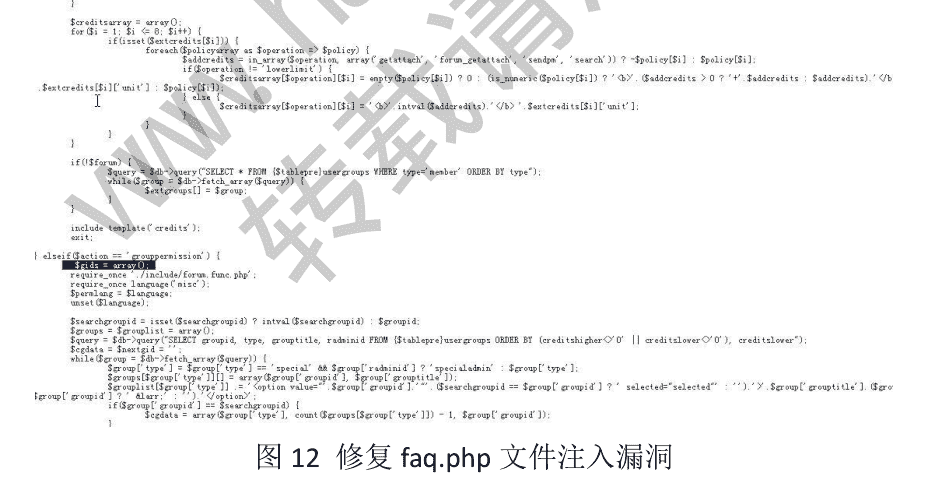 }
$creditsarray = array();
for($i = 1; $i <= 8; $i++) {
if(isset($extcredits[$i])) {
foreach($policyarray as $operation => $policy) {
$addcredits = in_array($operation, array('getattach', 'forum_getattach', 'sendpm', 'search')) ? -$policy[$i] : $policy[$i];
if($operation != 'lowerlimit') {
$creditsarray[$operation][$i] = empty($policy[$i]) ? 0 : (is_numeric($policy[$i]) ? '<b>'.($addcredits > 0 ? '+'.$addcredits : $addcredits).'</b
.$extcredits[$i]['unit'] : $policy[$i]);
} else {
$creditsarray[$operation][$i] = '<b>'.intval($addcredits).'</b>'.$extcredits[$i]['unit'];
}
}
}
}
if(!$forum) {
$query = $db->query("SELECT * FROM {$tablepre}usergroups WHERE type='member' ORDER BY type");
while($group = $db->fetch_array($query)) {
$extgroups[] = $group;
}
}
include template('credits');
exit;
} elseif($action == 'grouppermission') {
$gids = array();
require_once './include/forum.func.php';
require_once language('misc');
$permlang = $language;
unset($language);
$searchgroupid = isset($searchgroupid) ? intval($searchgroupid) : $groupid;
$groups = $grouplist = array();
$query = $db->query("SELECT groupid, type, grouptitle, radminid FROM {$tablepre}usergroups ORDER BY (creditshigher<>'0' || creditslower<>'0'), creditslower");
$cgdata = $nextgid = '';
while($group = $db->fetch_array($query)) {
$group['type'] = $group['type'] == 'special' && $group['radminid'] ? 'specialadmin' : $group['type'];
$groups[$group['type']][] = array($group['groupid'], $group['grouptitle']);
$grouplist[$group['type']] .= '<option value="'.$group['groupid'].'"'.($searchgroupid == $group['groupid'] ? ' selected="selected"' : '').'>'.$group['grouptitle'].($gro
$group['groupid'] ? ' &larr;' : '').'</option>';
if($group['groupid'] == $searchgroupid) {
$cgdata = array($group['type'], count($groups[$group['type']]) - 1, $group['groupid']);
}
图 12 修复 faq.php 文件注入漏洞